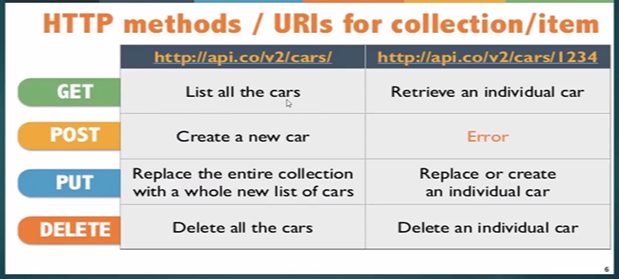 HTTP methods / URIs for collection/item
http://api.co/v2/cars/ http://api.co/v2/cars/1234
GET List all the cars Retrieve an individual car
POST Create a new car Error
PUT Replace the entire collection Replace or create
with a whole new list of cars an individual car
DELETE Delete all the cars Delete an individual car
6